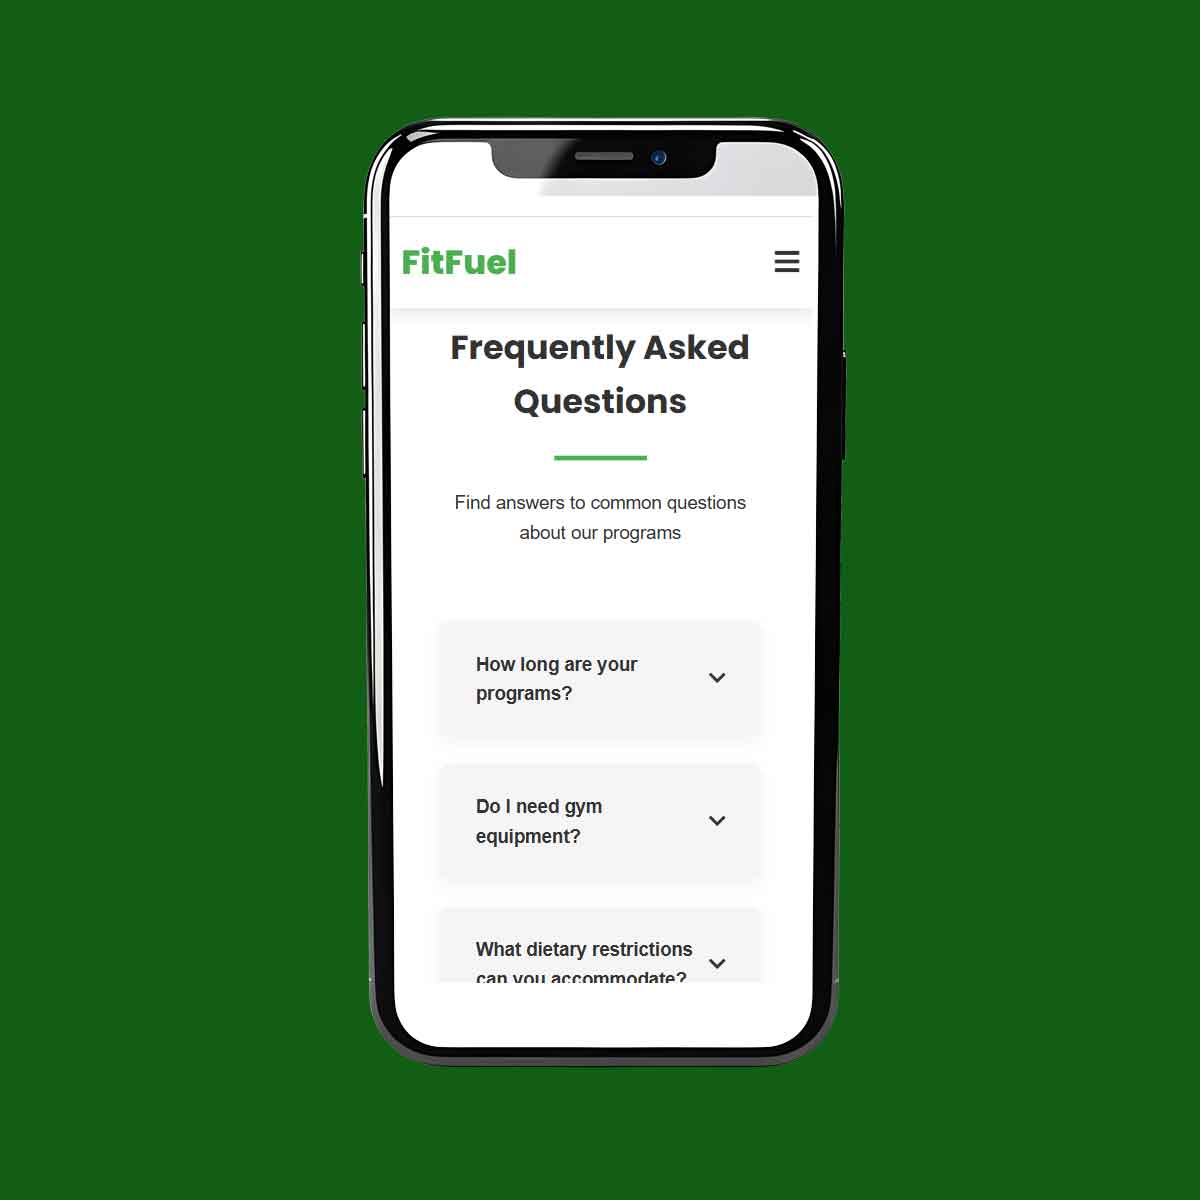 FitFuel
Frequently Asked
Questions
Find answers to common questions
about our programs
How long are your
programs?
Do I need gym
equipment?
What dietary restrictions
can you accommodate?